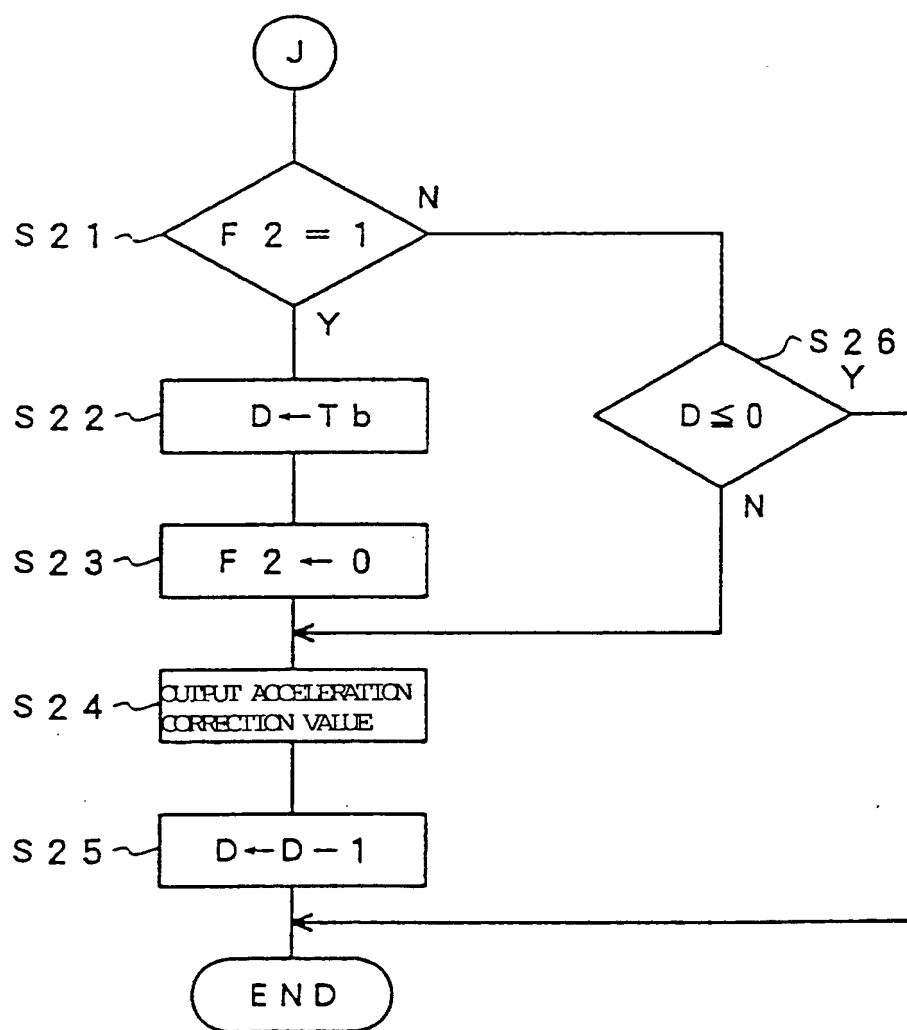 J
N
S 2 1
F 2 = 1
Y
S 2 6
Y
S 2 2
D ← T b
D ≦ 0
N
S 2 3
F 2 ← 0
S 2 4
OUTPUT ACCELERATION
CORRECTION VALUE
S 2 5
D ← D − 1
E N D